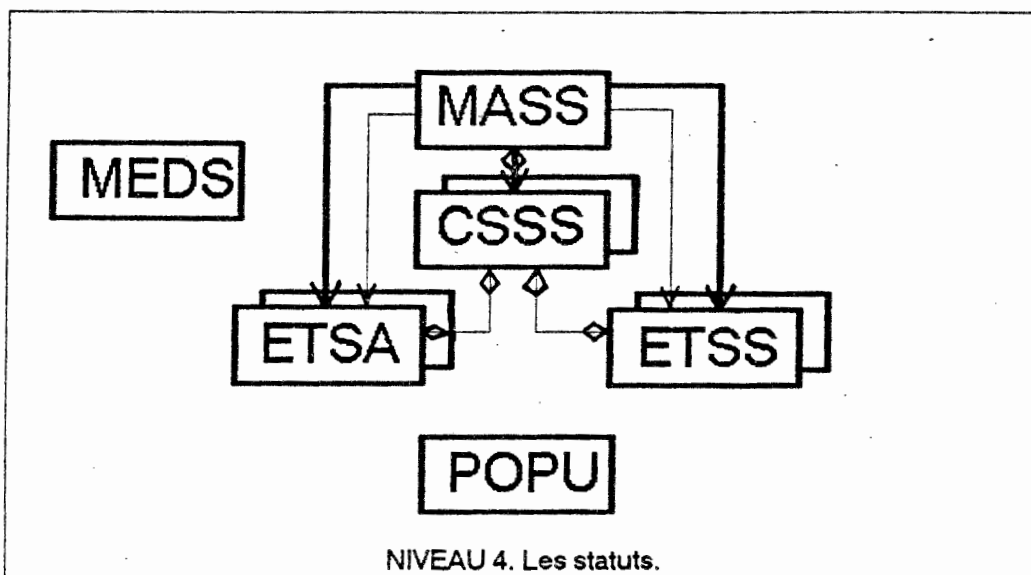 MASS
MEDS
CSSS
ETSA
ETSS
POPU
NIVEAU 4. Les statuts.